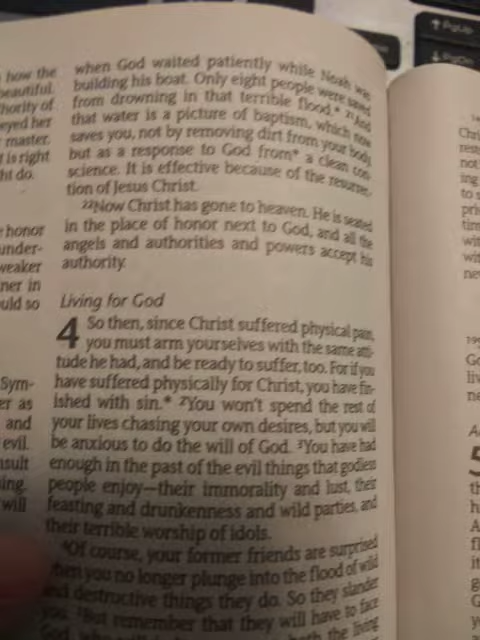 how the
beautiful.
hority of
eyed her
master.
t is right
ht do.
e honor
under-
weaker
ner in
ould so
Sym-
er as
and
evil.
nsult
ing.
will
when God waited patiently while Noah was
building his boat. Only eight people were saved
from drowning in that terrible flood.* ²¹And
that water is a picture of baptism, which now
saves you, not by removing dirt from your body,
but as a response to God from* a clean con-
science. It is effective because of the resurrec-
tion of Jesus Christ.
²²Now Christ has gone to heaven. He is seated
in the place of honor next to God, and all the
angels and authorities and powers accept his
authority.
Living for God
4 So then, since Christ suffered physical pain,
you must arm yourselves with the same atti-
tude he had, and be ready to suffer, too. For if you
have suffered physically for Christ, you have fin-
ished with sin.* ²You won't spend the rest of
your lives chasing your own desires, but you will
be anxious to do the will of God. ³You have had
enough in the past of the evil things that godless
people enjoy—their immorality and lust, their
feasting and drunkenness and wild parties, and
their terrible worship of idols.
⁴Of course, your former friends are surprised
when you no longer plunge into the flood of wild
and destructive things they do. So they slander
you. ⁵But remember that they will have to face
God, who will the living
PgUp